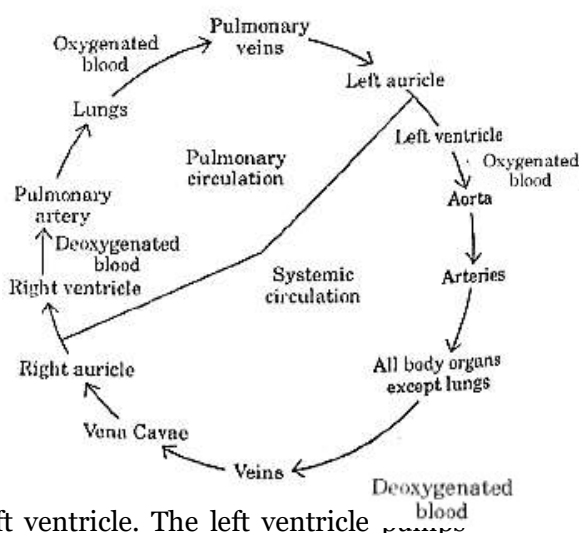 Pulmonary
veins
Oxygenated
blood
Left auricle
Lungs
Left ventricle
Pulmonary
circulation
Oxygenated
blood
Pulmonary
artery
Aorta
Deoxygenated
blood
Right ventricle
Systemic
circulation
Arteries
Right auricle
All body organs
except lungs
Vena Cavae
Veins
Deoxygenated
blood
ft ventricle. The left ventricle pumps